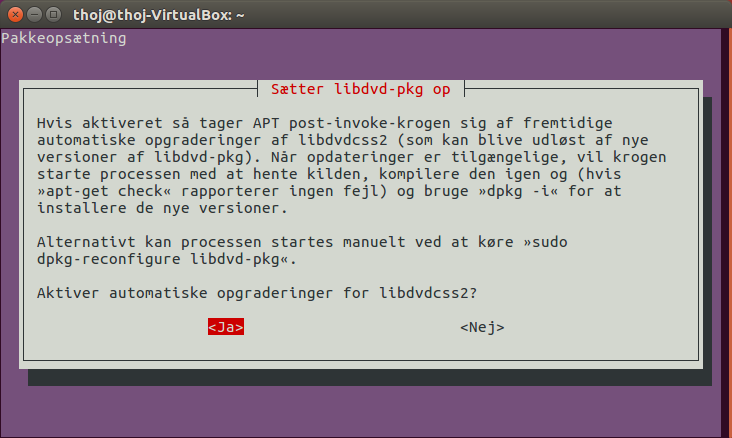 thoj@thoj-VirtualBox: ~
Pakkeopsætning
Sætter libdvd-pkg op
Hvis aktiveret så tager APT post-invoke-krogen sig af fremtidige
automatiske opgraderinger af libdvdcss2 (som kan blive udløst af nye
versioner af libdvd-pkg). Når opdateringer er tilgængelige, vil krogen
starte processen med at hente kilden, kompilere den igen og (hvis
»apt-get check« rapporterer ingen fejl) og bruge »dpkg -i« for at
installere de nye versioner.
Alternativt kan processen startes manuelt ved at køre »sudo
dpkg-reconfigure libdvd-pkg«.
Aktiver automatiske opgraderinger for libdvdcss2?
<Ja> <Nej>